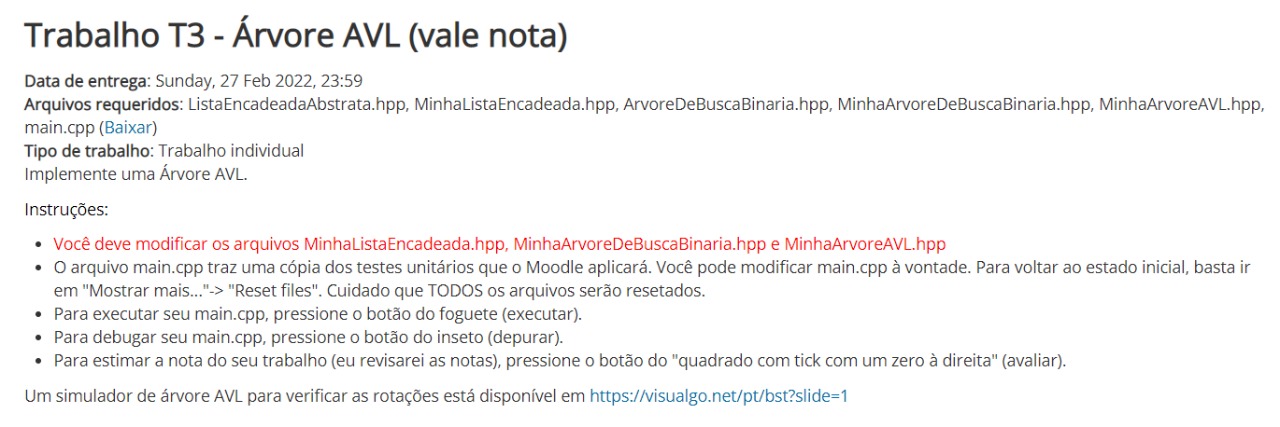 Trabalho T3 - Árvore AVL (vale nota)
Data de entrega: Sunday, 27 Feb 2022, 23:59
Arquivos requeridos: ListaEncadeadaAbstrata.hpp, MinhaListaEncadeada.hpp, ArvoreDeBuscaBinaria.hpp, MinhaArvoreDeBuscaBinaria.hpp, MinhaArvoreAVL.hpp,
main.cpp (Baixar)
Tipo de trabalho: Trabalho individual
Implemente uma Árvore AVL.
Instruções:
• Você deve modificar os arquivos MinhaListaEncadeada.hpp, MinhaArvoreDeBuscaBinaria.hpp e MinhaArvoreAVL.hpp
• O arquivo main.cpp traz uma cópia dos testes unitários que o Moodle aplicará. Você pode modificar main.cpp à vontade. Para voltar ao estado inicial, basta ir
em "Mostrar mais..."-> "Reset files". Cuidado que TODOS os arquivos serão resetados.
• Para executar seu main.cpp, pressione o botão do foguete (executar).
• Para debugar seu main.cpp, pressione o botão do inseto (depurar).
• Para estimar a nota do seu trabalho (eu revisarei as notas), pressione o botão do "quadrado com tick com um zero à direita" (avaliar).
Um simulador de árvore AVL para verificar as rotações está disponível em https://visualgo.net/pt/bst?slide=1